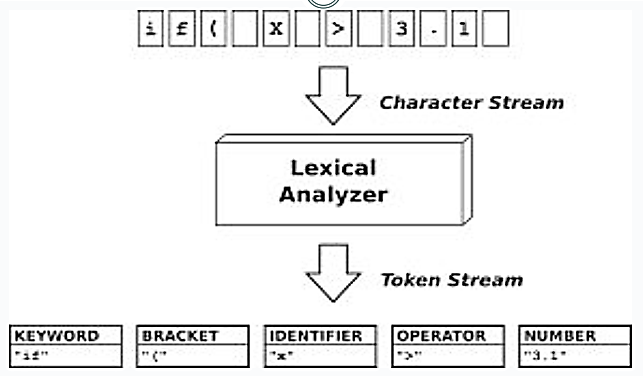 i f ( X > 3 . 1
Character Stream
Lexical
Analyzer
Token Stream
KEYWORD BRACKET IDENTIFIER OPERATOR NUMBER
"if" "(" "x" ">" "3.1"